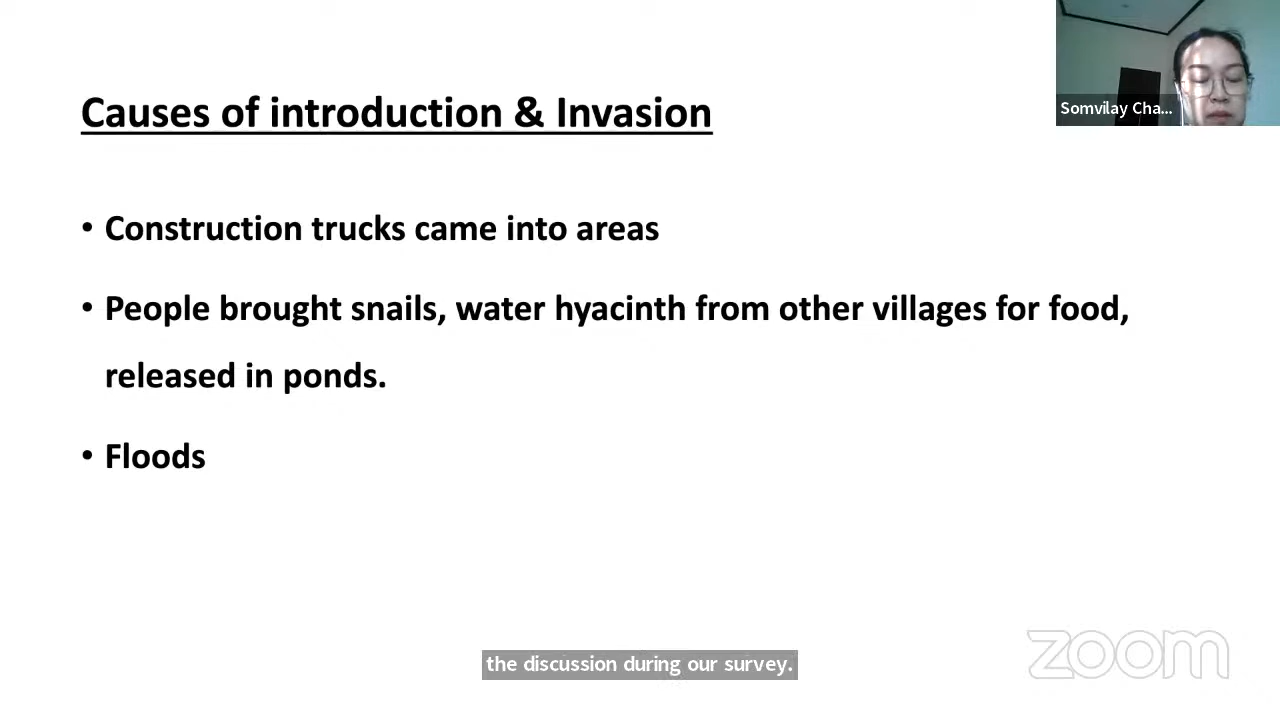 Causes of introduction & Invasion
Somvilay Cha...
• Construction trucks came into areas
• People brought snails, water hyacinth from other villages for food,
released in ponds.
• Floods
the discussion during our survey.
zoom